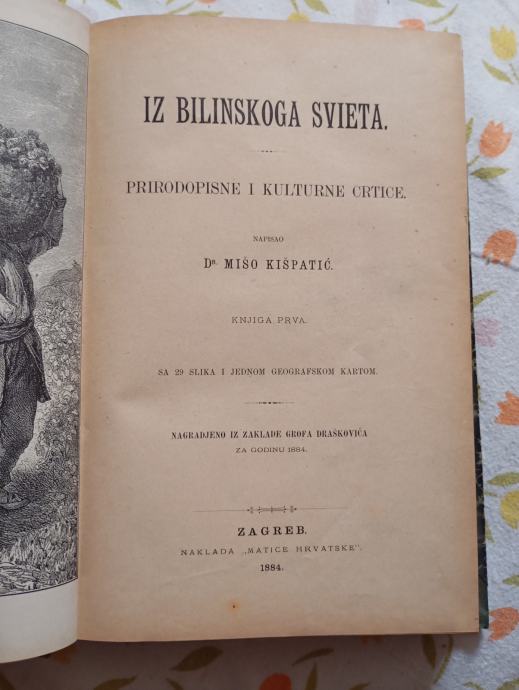 IZ BILINSKOGA SVIETA.
PRIRODOPISNE I KULTURNE CRTICE.
NAPISAO
DR. MIŠO KIŠPATIĆ.
KNJIGA PRVA.
SA 29 SLIKA I JEDNOM GEOGRAFSKOM KARTOM.
NAGRADJENO IZ ZAKLADE GROFA DRAŠKOVIĆA
ZA GODINU 1884.
ZAGREB.
NAKLADA „MATICE HRVATSKE“.
1884.